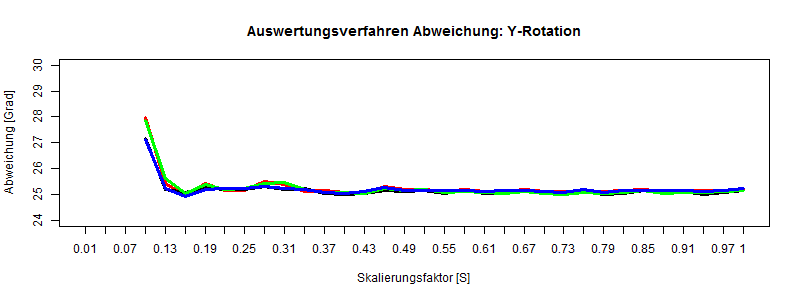 Auswertungsverfahren Abweichung: Y-Rotation
Abweichung [Grad]
30
29
28
27
26
25
24
0.01 0.07 0.13 0.19 0.25 0.31 0.37 0.43 0.49 0.55 0.61 0.67 0.73 0.79 0.85 0.91 0.97 1
Skalierungsfaktor [S]